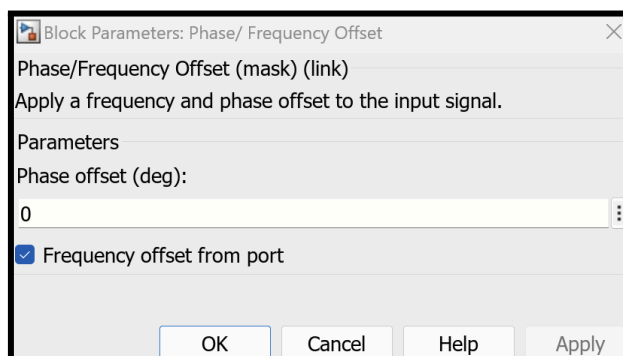 Block Parameters: Phase/ Frequency Offset
Phase/Frequency Offset (mask) (link)
Apply a frequency and phase offset to the input signal.
Parameters
Phase offset (deg):
0
Frequency offset from port
OK Cancel Help Apply